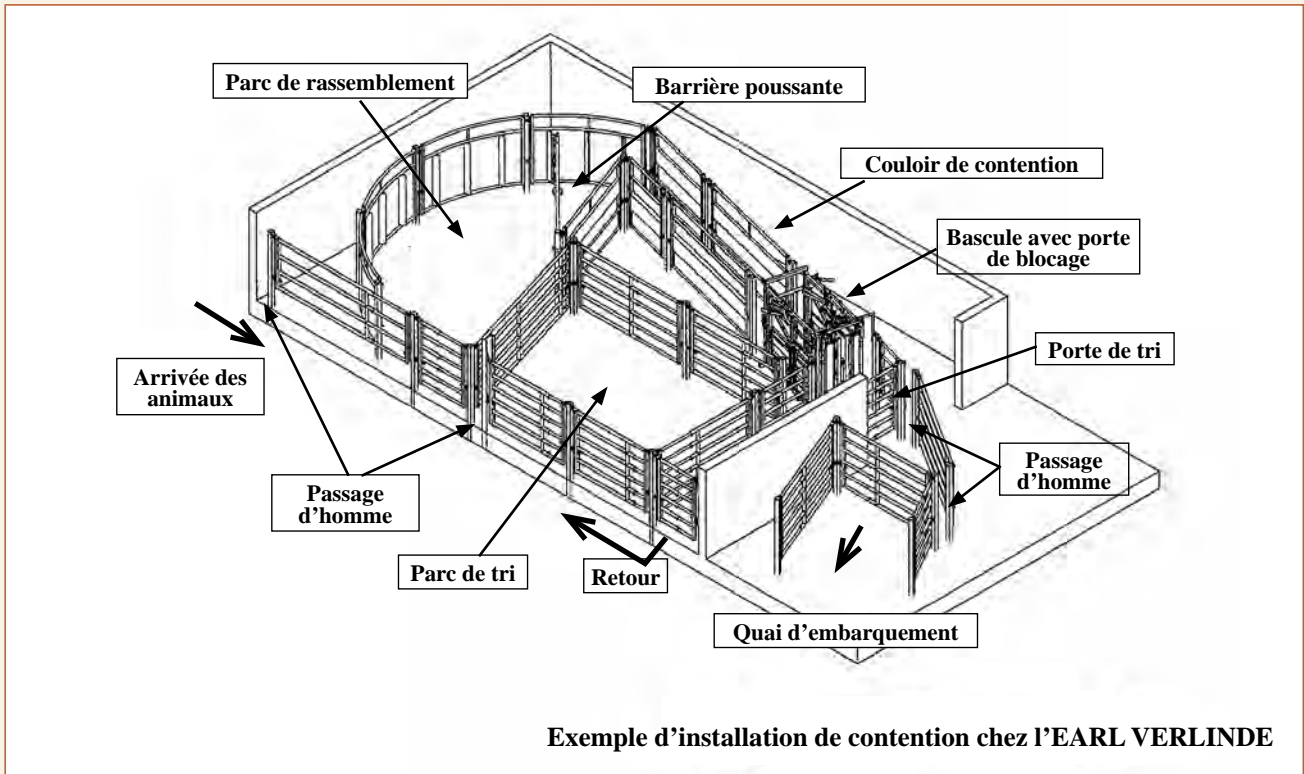 Parc de rassemblement
Barrière poussante
Couloir de contention
Bascule avec porte
de blocage
Porte de tri
Arrivée des
animaux
Passage
d’homme
Passage
d’homme
Parc de tri
Retour
Quai d’embarquement
Exemple d’installation de contention chez l’EARL VERLINDE